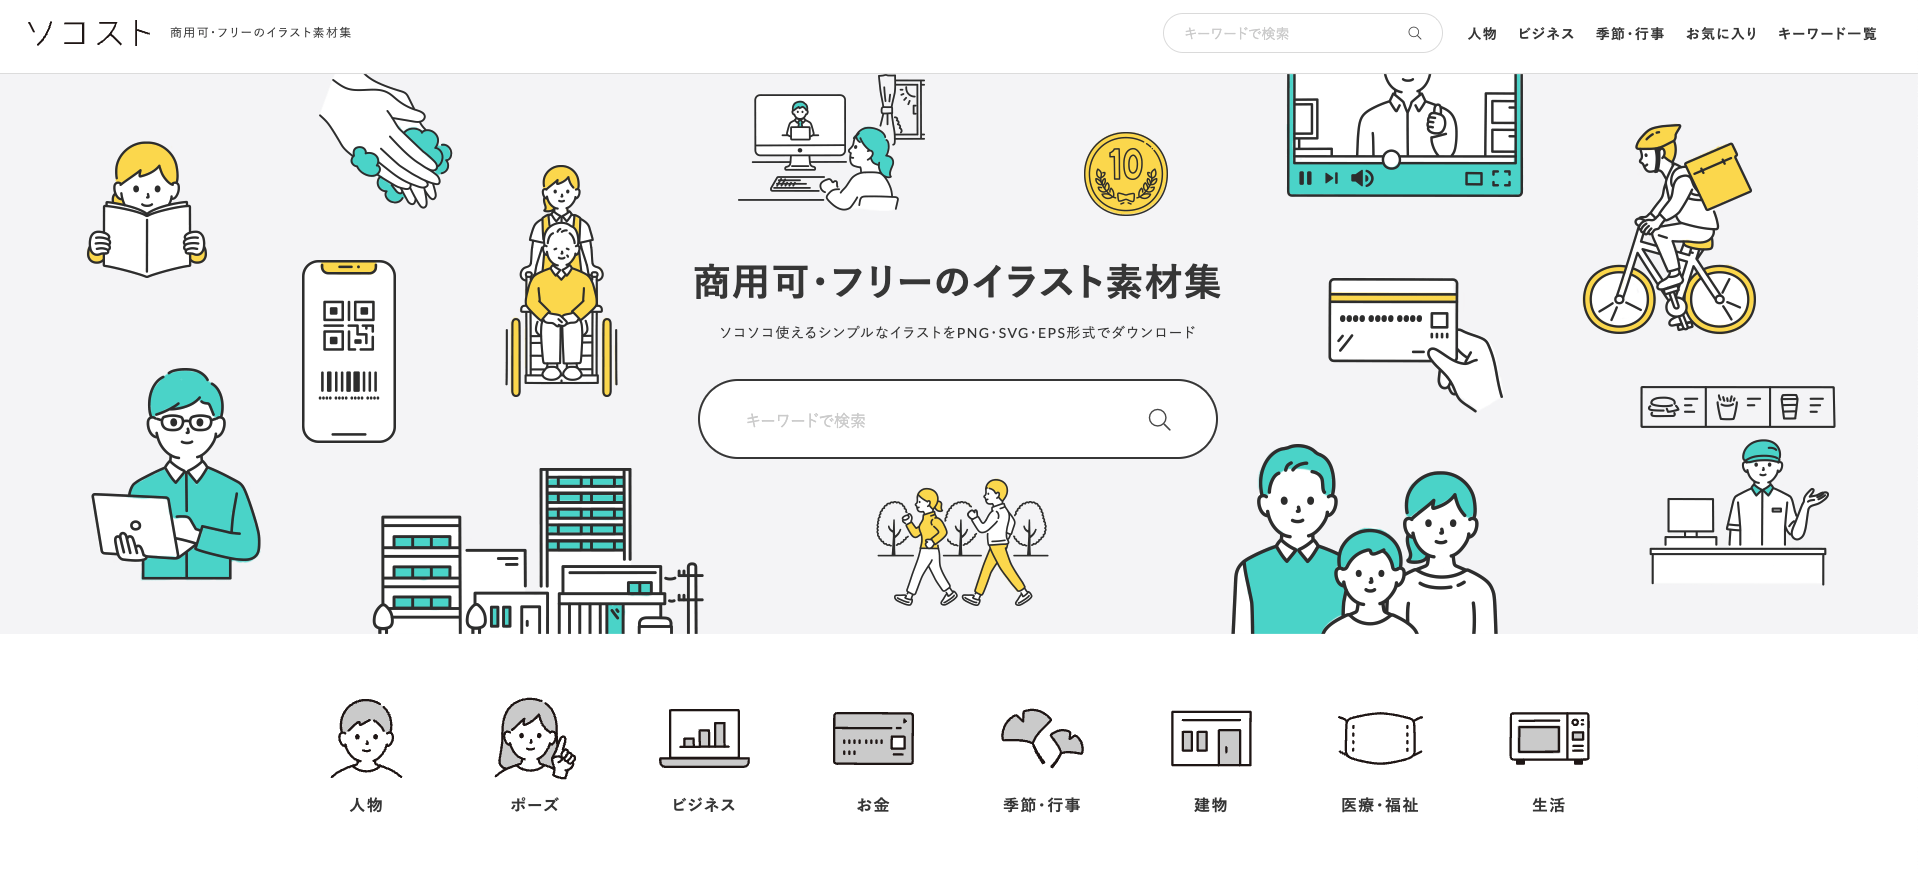 ソコスト
商用可・フリーのイラスト素材集
キーワードで検索
人物 ビジネス 季節・行事 お気に入り キーワード一覧
10
商用可・フリーのイラスト素材集
ソコソコ使えるシンプルなイラストをPNG・SVG・EPS形式でダウンロード
キーワードで検索
人物 ポーズ ビジネス お金 季節・行事 建物 医療・福祉 生活